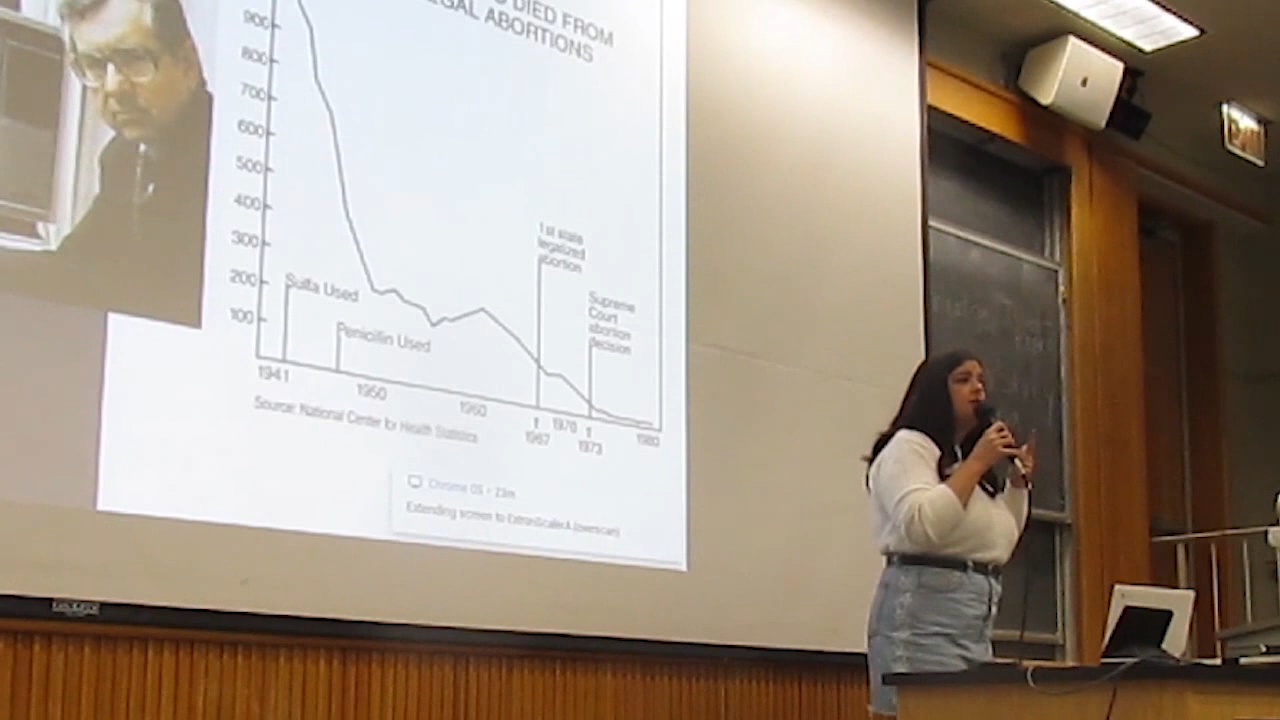 DIED FROM
GAL ABORTIONS
900
800
700
600
500
400
300
200
100
1st state
legalized
abortion
Supreme
Court
abortion
decision
Sulfa Used
Penicillin Used
1941
1950
1960
1967
1970
1973
1980
Source: National Center for Health Statistics
Chrome OS • 23m
Extending screen to